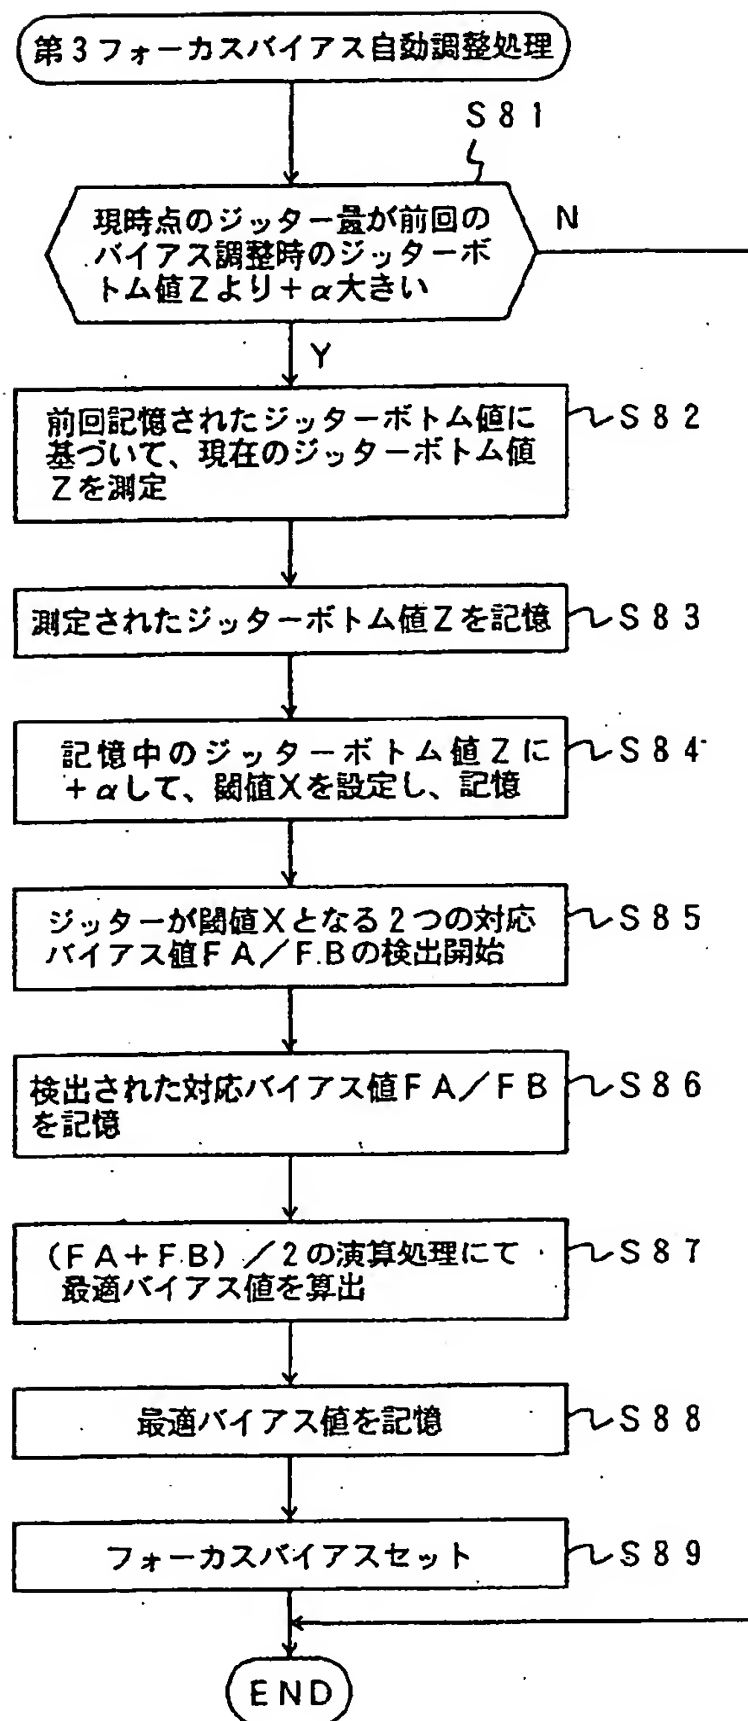 第3フォーカスバイアス自動調整処理
S81
現時点のジッター量が前回の
バイアス調整時のジッターボ
トム値Zより+α大きい
N
Y
前回記憶されたジッターボトム値に
基づいて、現在のジッターボトム値
Zを測定
S82
測定されたジッターボトム値Zを記憶
S83
記憶中のジッターボトム値Zに
+αして、閾値Xを設定し、記憶
S84
ジッターが閾値Xとなる2つの対応
バイアス値FA/F.Bの検出開始
S85
検出された対応バイアス値FA/FB
を記憶
S86
(FA+F.B)/2の演算処理にて
最適バイアス値を算出
S87
最適バイアス値を記憶
S88
フォーカスバイアスセット
S89
END